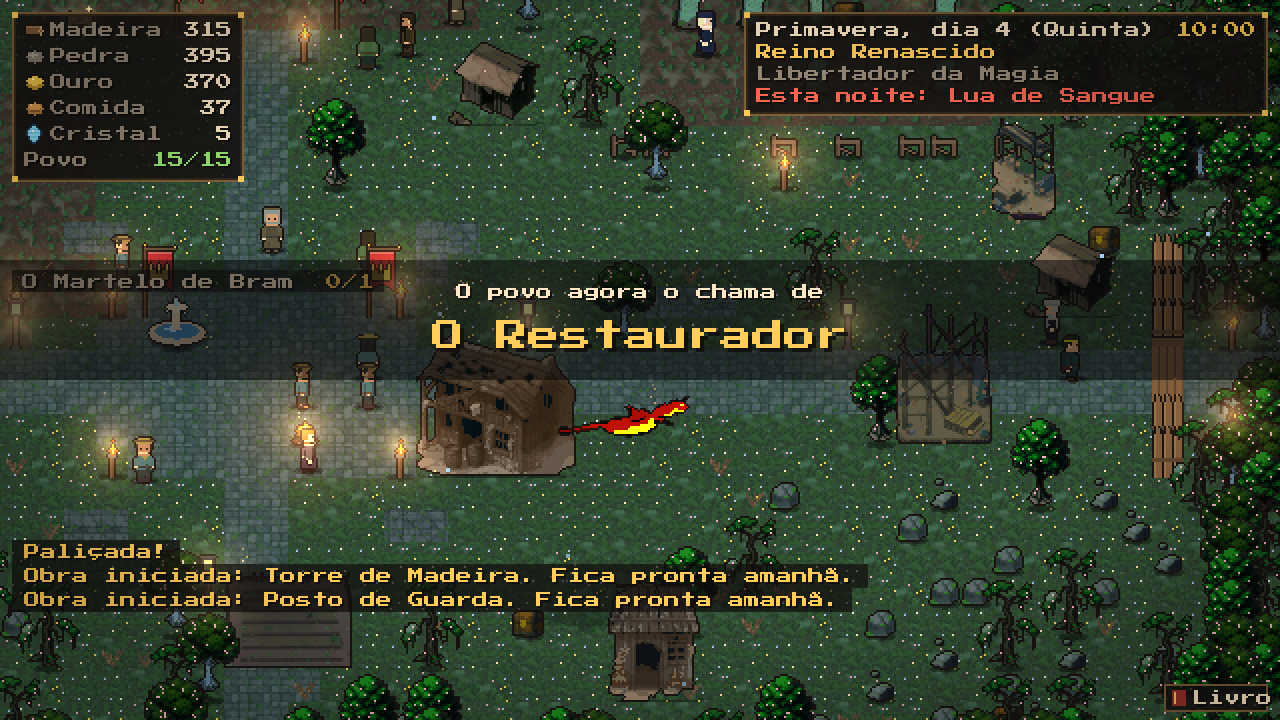 Madeira 315
Pedra 395
Ouro 370
Comida 37
Cristal 5
Povo 15/15
Primavera, dia 4 (Quinta) 10:00
Reino Renascido
Libertador da Magia
Esta noite: Lua de Sangue
O Martelo de Bram 0/1
O povo agora o chama de
O Restaurador
Paliçada!
Obra iniciada: Torre de Madeira. Fica pronta amanhã.
Obra iniciada: Posto de Guarda. Fica pronta amanhã.
Livro